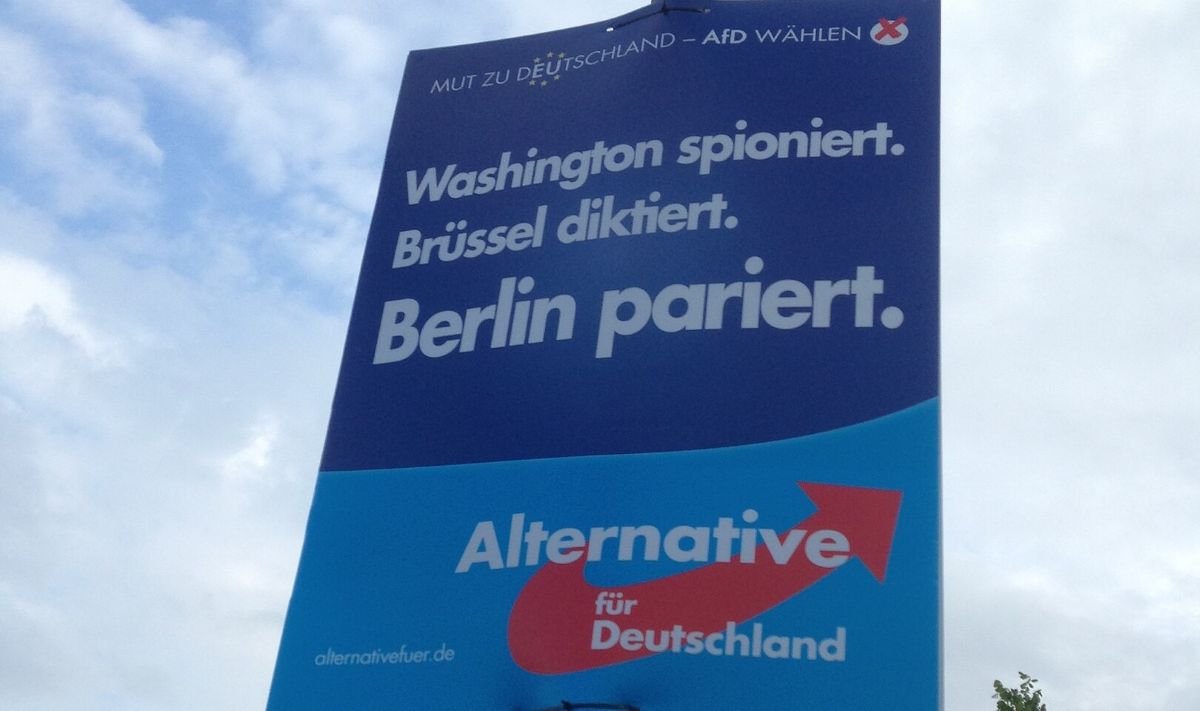 MUT ZU DEUTSCHLAND – AfD WÄHLEN
Washington spioniert.
Brüssel diktiert.
Berlin pariert.
Alternative
für
Deutschland
alternativefuer.de